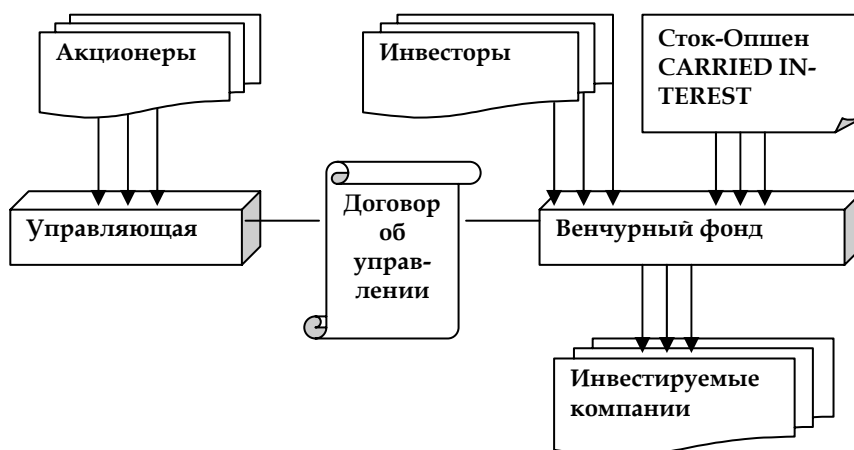 Акционеры
Инвесторы
Сток-Опшен
CARRIED IN-
TEREST
Управляющая
Договор
об
управ-
лении
Венчурный фонд
Инвестируемые
компании